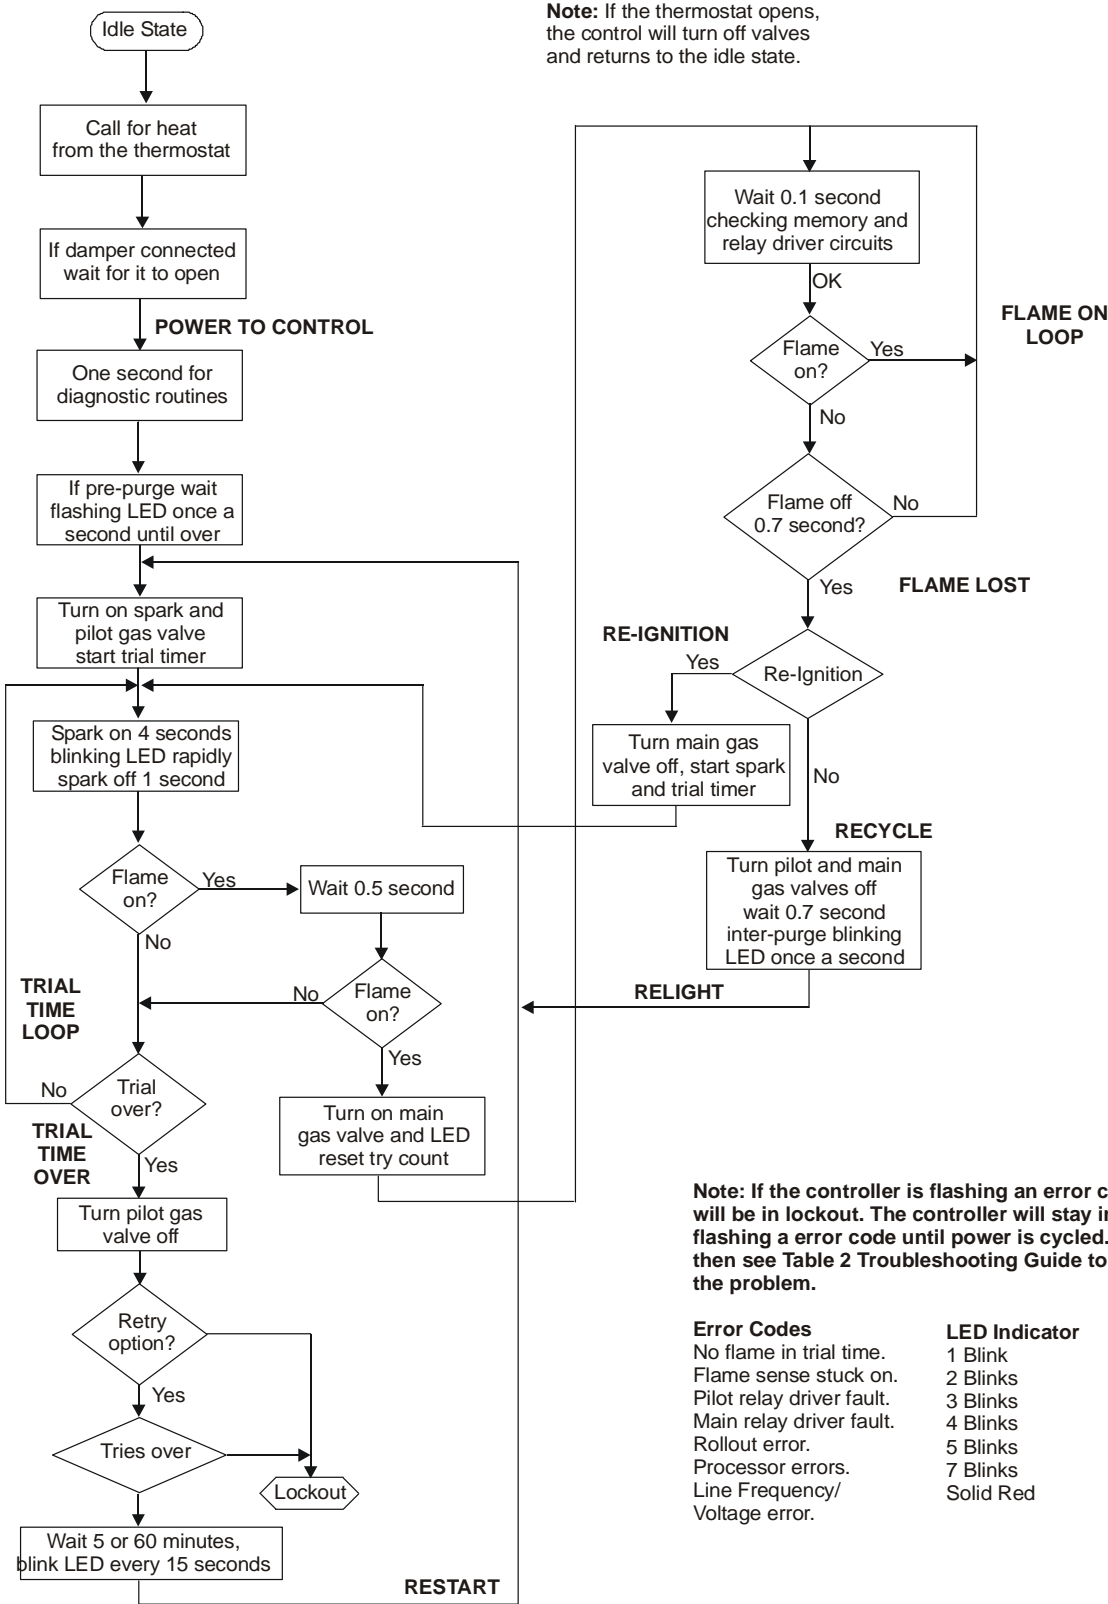 Idle State
Note: If the thermostat opens,
the control will turn off valves
and returns to the idle state.
Call for heat
from the thermostat
If damper connected
wait for it to open
POWER TO CONTROL
One second for
diagnostic routines
If pre-purge wait
flashing LED once a
second until over
Turn on spark and
pilot gas valve
start trial timer
Spark on 4 seconds
blinking LED rapidly
spark off 1 second
Flame
on?
Yes
No
Wait 0.5 second
Flame
on?
No
Yes
TRIAL
TIME
LOOP
Trial
over?
No
Yes
TRIAL
TIME
OVER
Turn on main
gas valve and LED
reset try count
Turn pilot gas
valve off
Retry
option?
Yes
Tries over
Lockout
Wait 5 or 60 minutes,
blink LED every 15 seconds
RESTART
Wait 0.1 second
checking memory and
relay driver circuits
OK
Flame
on?
Yes
No
FLAME ON
LOOP
Flame off
0.7 second?
No
Yes
FLAME LOST
RE-IGNITION
Re-Ignition
Yes
No
Turn main gas
valve off, start spark
and trial timer
RECYCLE
Turn pilot and main
gas valves off
wait 0.7 second
inter-purge blinking
LED once a second
RELIGHT
Note: If the controller is flashing an error
will be in lockout. The controller will stay
flashing a error code until power is cycled.
then see Table 2 Troubleshooting Guide to
the problem.
Error Codes
LED Indicator
No flame in trial time.
1 Blink
Flame sense stuck on.
2 Blinks
Pilot relay driver fault.
3 Blinks
Main relay driver fault.
4 Blinks
Rollout error.
5 Blinks
Processor errors.
7 Blinks
Line Frequency/
Voltage error.
Solid Red